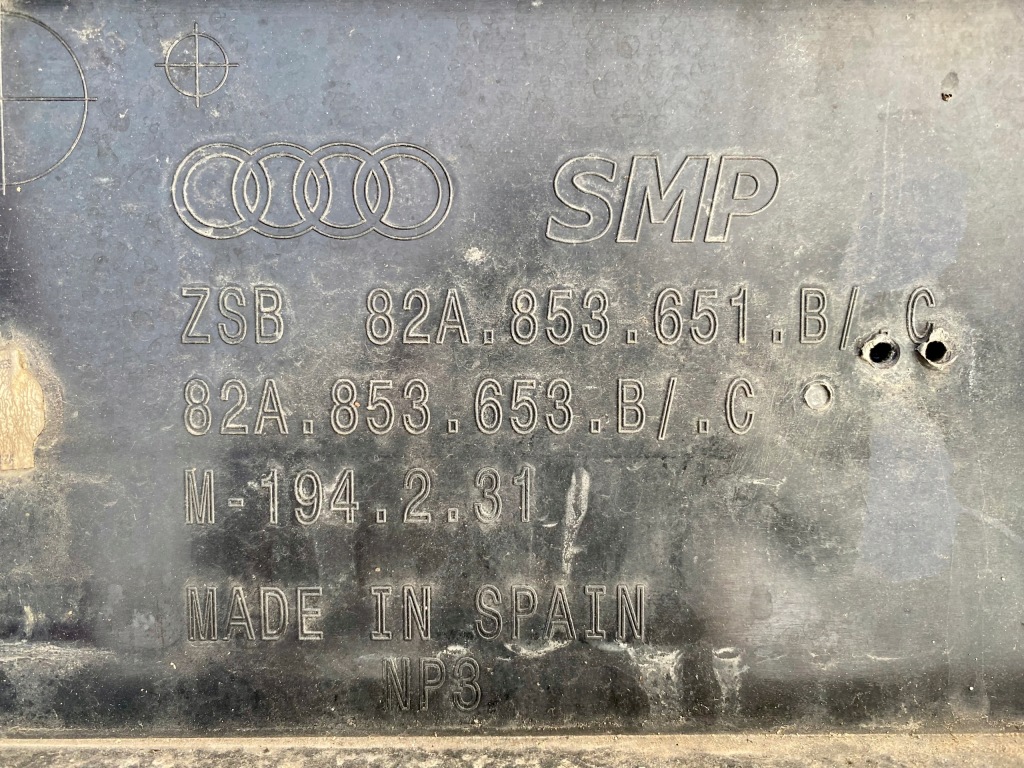 SMP
ZSB 82A.853.651.B/.C
82A.853.653.B/.C
M-194.2.31
MADE IN SPAIN
NP3